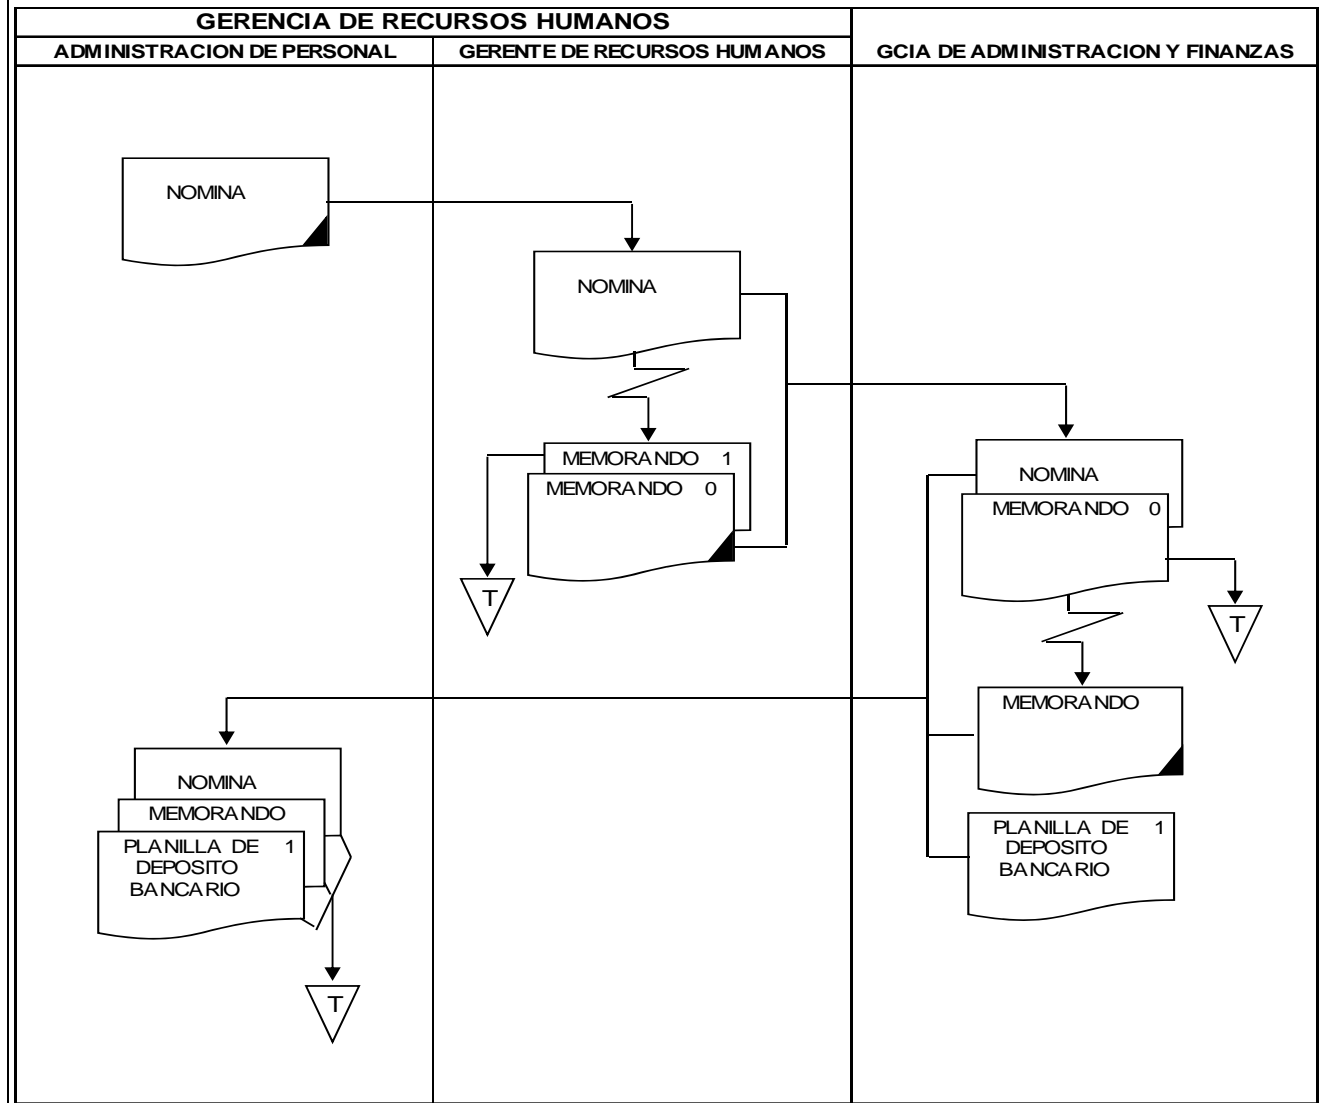 GERENCIA DE RECURSOS HUMANOS
ADMINISTRACION DE PERSONAL
GERENTE DE RECURSOS HUMANOS
GCIA DE ADMINISTRACION Y FINANZAS
NOMINA
NOMINA
MEMORANDO 1
MEMORANDO 0
T
NOMINA
MEMORANDO 0
T
MEMORANDO
PLANILLA DE 1
DEPOSITO
BANCARIO
NOMINA
MEMORANDO
PLANILLA DE 1
DEPOSITO
BANCARIO
T